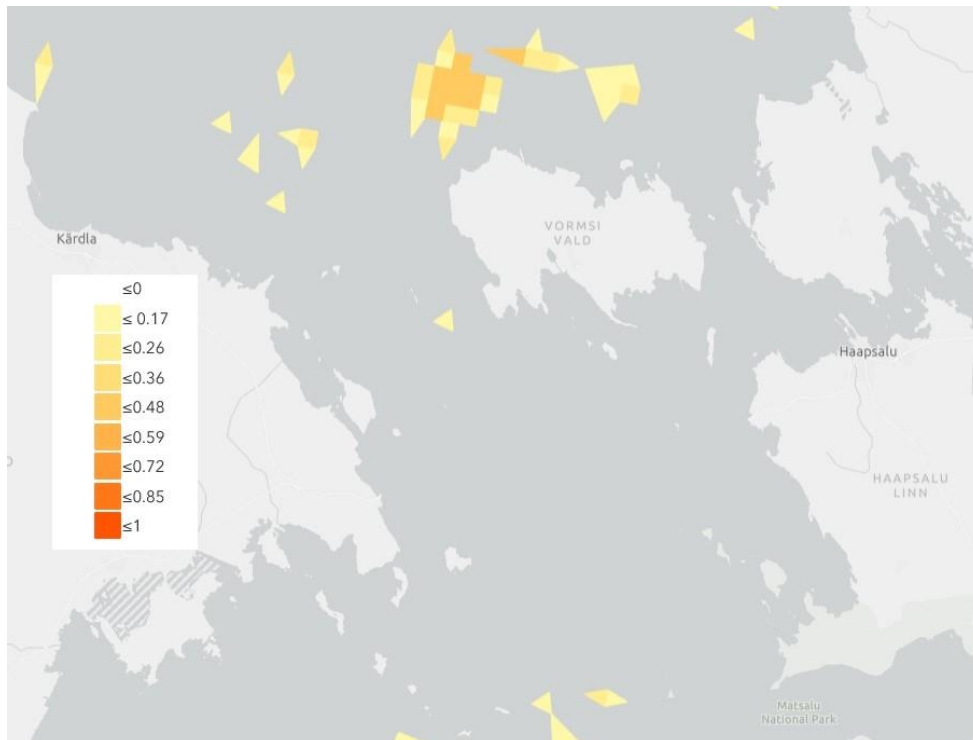 VORMSI
VALD
Kärdla
≤0
≤ 0.17
≤0.26
≤0.36
≤0.48
≤0.59
≤0.72
≤0.85
≤1
Haapsalu
HAAPSALU
LINN
Matsalu
National Park